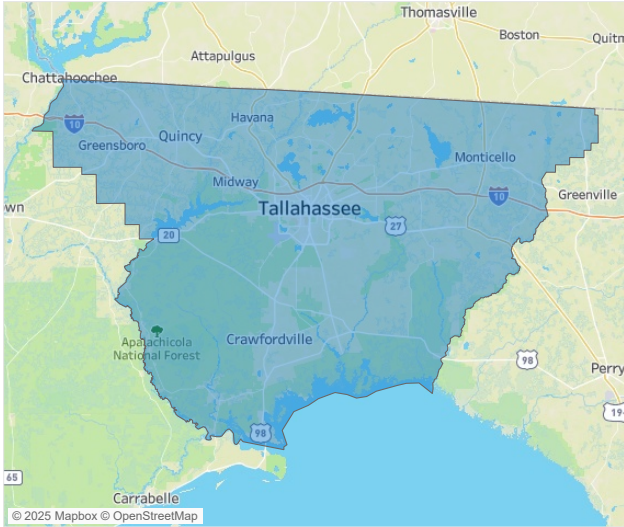 Thomasville
Boston
Quitm
Attapulgus
Chattahoochee
Havana
10
Quincy
Greensboro
Monticello
Midway
10
Greenville
own
Tallahassee
27
20
Apalachicola
National Forest
Crawfordville
98
Perry
19-
98
65
Carrabelle
© 2025 Mapbox © OpenStreetMap